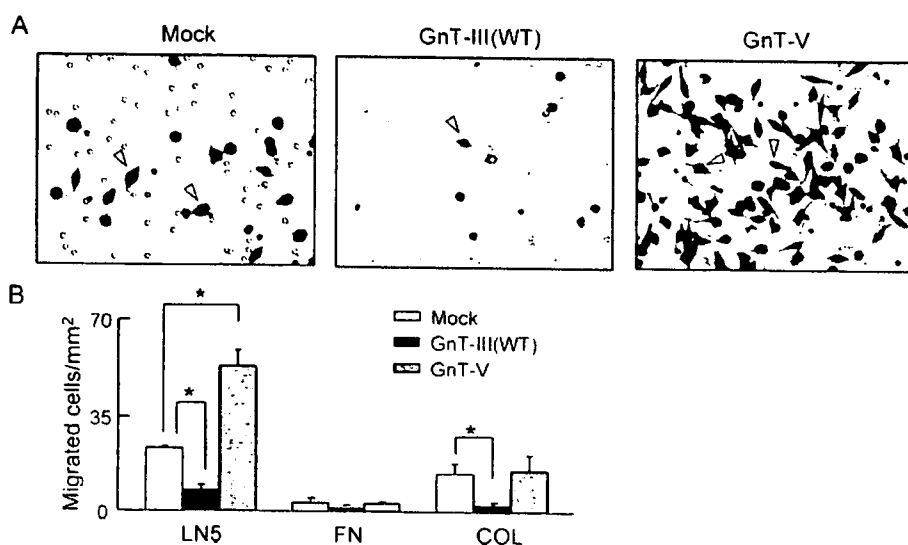 A
Mock
GnT-III(WT)
GnT-V
B
*
*
*
70
35
0
Migrated cells/mm²
Mock
GnT-III(WT)
GnT-V
LN5
FN
COL